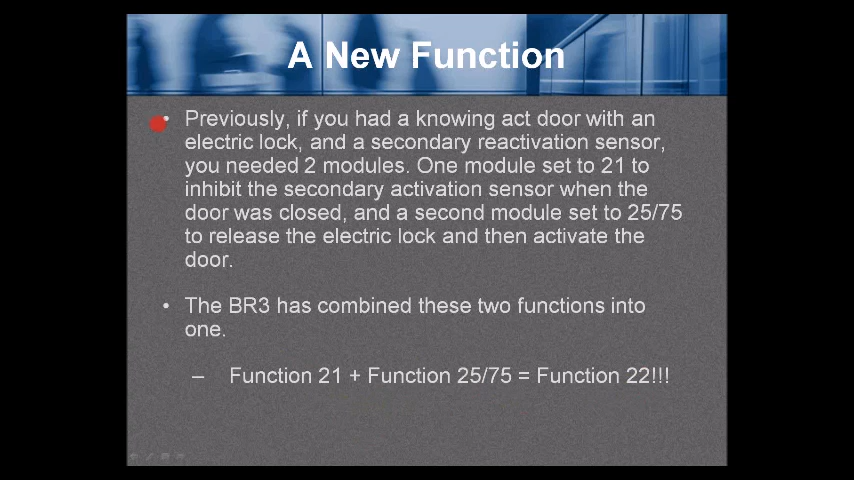 A New Function
• Previously, if you had a knowing act door with an
electric lock, and a secondary reactivation sensor,
you needed 2 modules. One module set to 21 to
inhibit the secondary activation sensor when the
door was closed, and a second module set to 25/75
to release the electric lock and then activate the
door.
• The BR3 has combined these two functions into
one.
– Function 21 + Function 25/75 = Function 22!!!